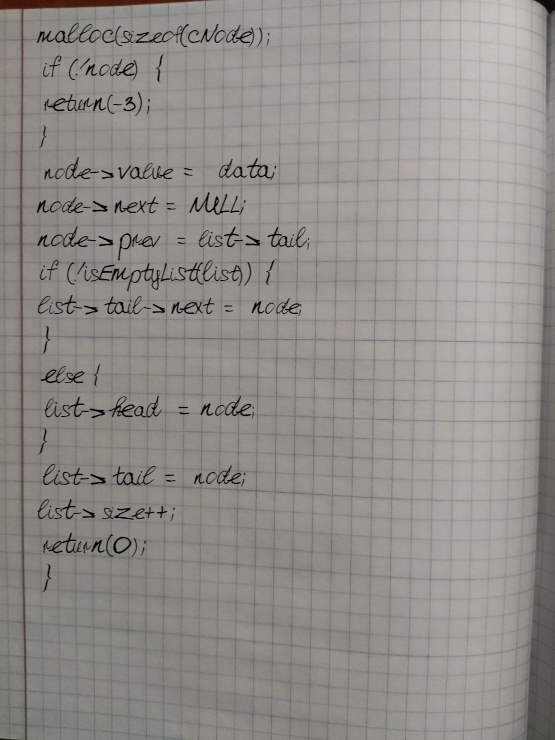 malloc(sizeof(cNode));
if (!node) {
return(-3);
}
node->value = data;
node->next = NULL;
node->prev = list->tail;
if (!isEmptyList(list)) {
list->tail->next = node;
}
else {
list->head = node;
}
list->tail = node;
list->size++;
return(0);
}